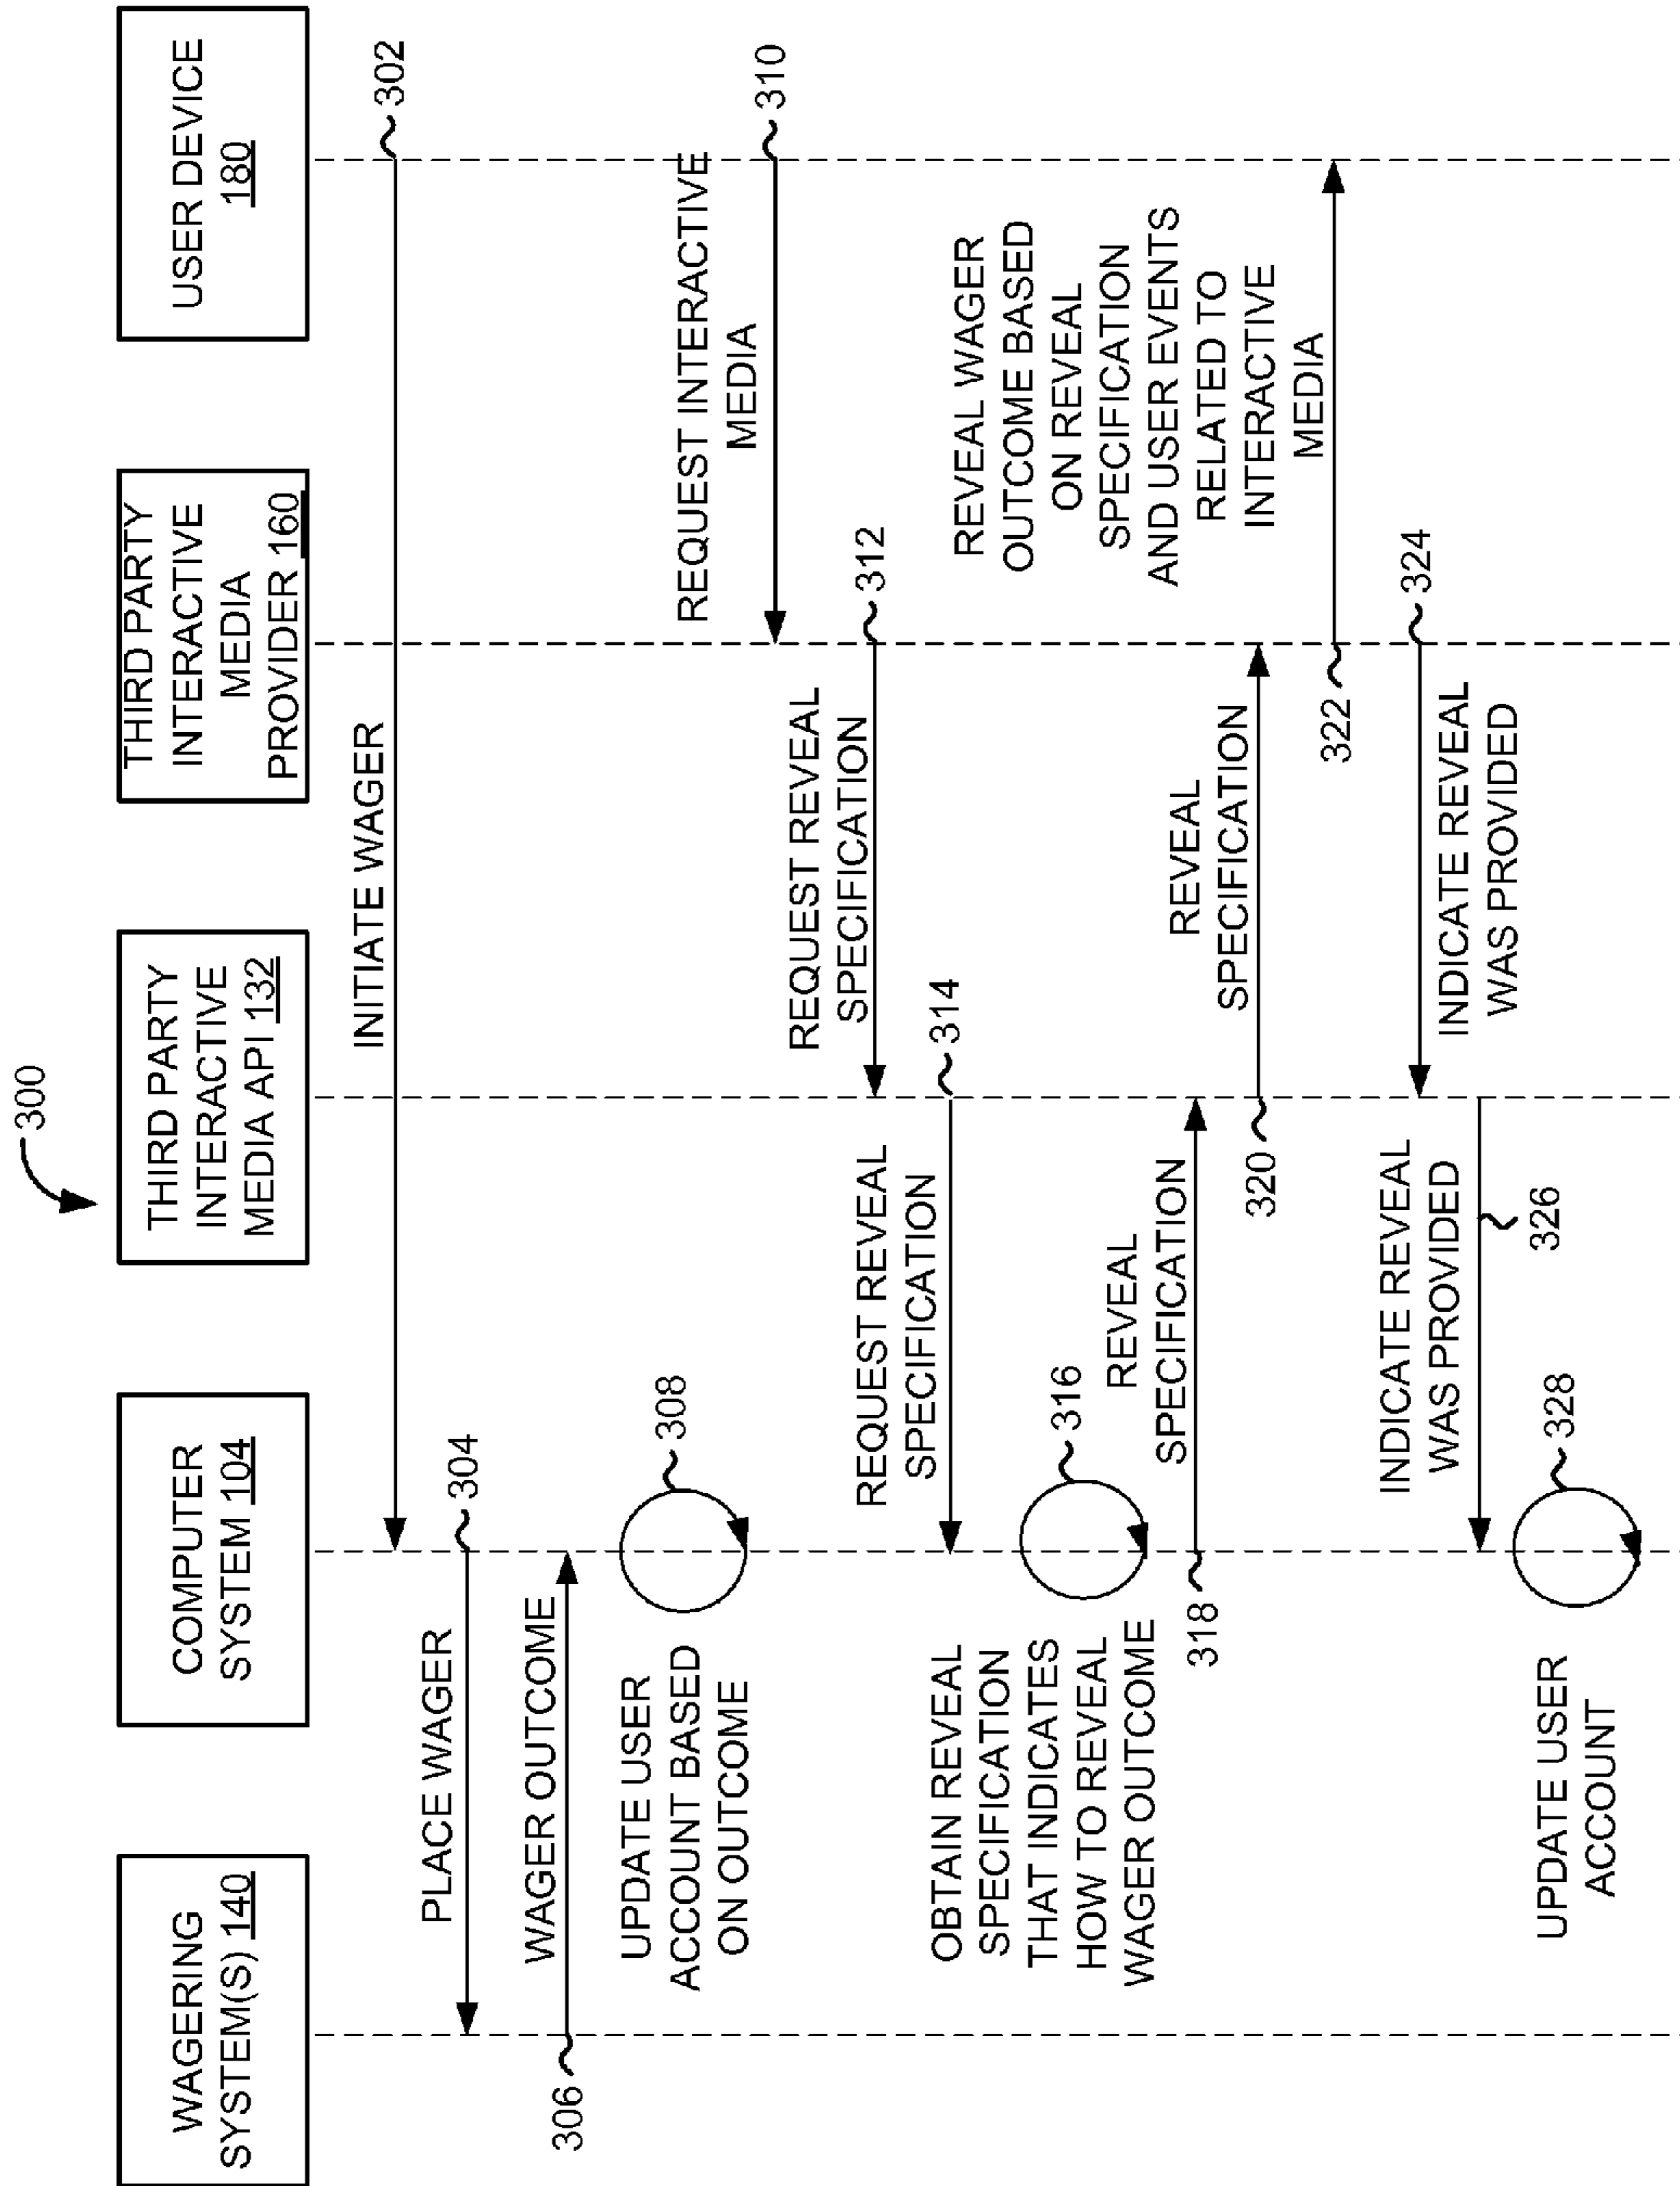 300
WAGERING
SYSTEM(S) 140
COMPUTER
SYSTEM 104
THIRD PARTY
INTERACTIVE
MEDIA API 132
THIRD PARTY
INTERACTIVE
MEDIA
PROVIDER 160
USER DEVICE
180
INITIATE WAGER
302
PLACE WAGER
304
WAGER OUTCOME
306
UPDATE USER
ACCOUNT BASED
ON OUTCOME
308
REQUEST INTERACTIVE
MEDIA
310
REQUEST REVEAL
SPECIFICATION
312
REQUEST REVEAL
SPECIFICATION
314
OBTAIN REVEAL
SPECIFICATION
THAT INDICATES
HOW TO REVEAL
WAGER OUTCOME
316
REVEAL
SPECIFICATION
318
REVEAL
SPECIFICATION
320
REVEAL WAGER
OUTCOME BASED
ON REVEAL
SPECIFICATION
AND USER EVENTS
RELATED TO
INTERACTIVE
MEDIA
322
INDICATE REVEAL
WAS PROVIDED
324
INDICATE REVEAL
WAS PROVIDED
326
UPDATE USER
ACCOUNT
328